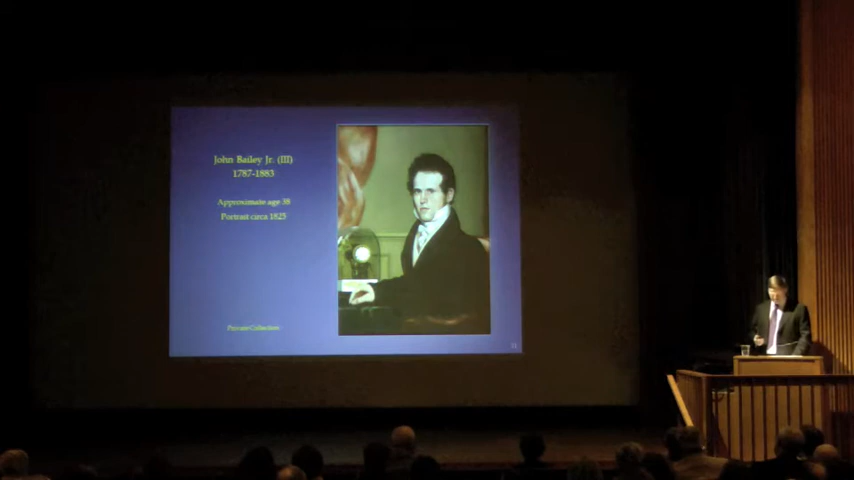 John Bailey Jr. (III)
1787-1883
Approximate age 38
Portrait circa 1825
Private Collection